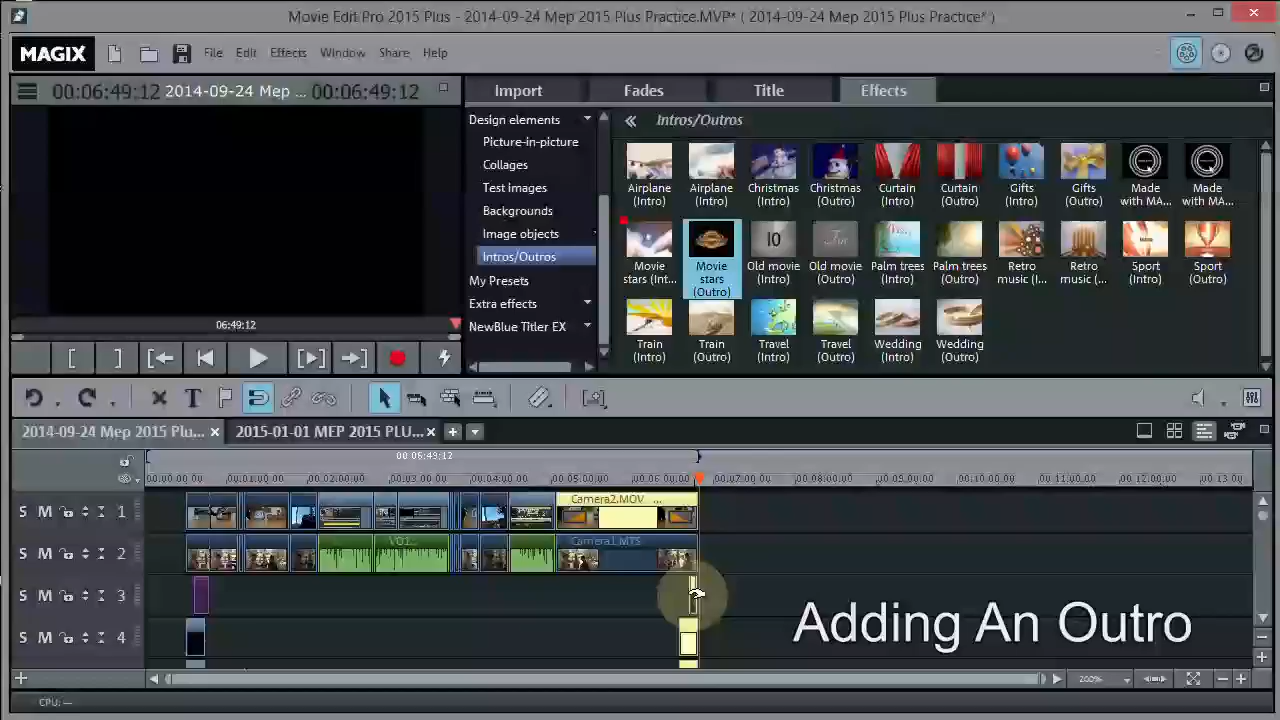 Movie Edit Pro 2015 Plus - 2014-09-24 Mep 2015 Plus Practice.MVP* ( 2014-09-24 Mep 2015 Plus Practice* )
MAGIX File Edit Effects Window Share Help
00:06:49:12 2014-09-24 Mep ... 00:06:49:12
Import Fades Title Effects
Design elements
Picture-in-picture
Collages
Test images
Backgrounds
Image objects
Intros/Outros
My Presets
Extra effects
NewBlue Titler EX
Intros/Outros
Airplane (Intro)
Airplane (Outro)
Christmas (Intro)
Christmas (Outro)
Curtain (Intro)
Curtain (Outro)
Gifts (Intro)
Gifts (Outro)
Made with MA...
Made with MA...
Movie stars (Int...
Movie stars (Outro)
10
Old movie (Intro)
Old movie (Outro)
Palm trees (Intro)
Palm trees (Outro)
Retro music (I...
Retro music (...
Sport (Intro)
Sport (Outro)
Train (Intro)
Train (Outro)
Travel (Intro)
Travel (Outro)
Wedding (Intro)
Wedding (Outro)
06:49:12
2014-09-24 Mep 2015 Plu... 2015-01-01 MEP 2015 PLU...
00:06:49:12
00:00:00:00 00:01:00:00 00:02:00:00 00:03:00:00 00:04:00:00 00:05:00:00 00:06:00:00 00:07:00:00 00:08:00:00 00:09:00:00 00:10:00:00 00:11:00:00 00:12:00:00 00:13:00
S M 1
Camera2.MOV ...
S M 2
Camera1.MTS
S M 3
S M 4
Adding An Outro
200%
CPU: —